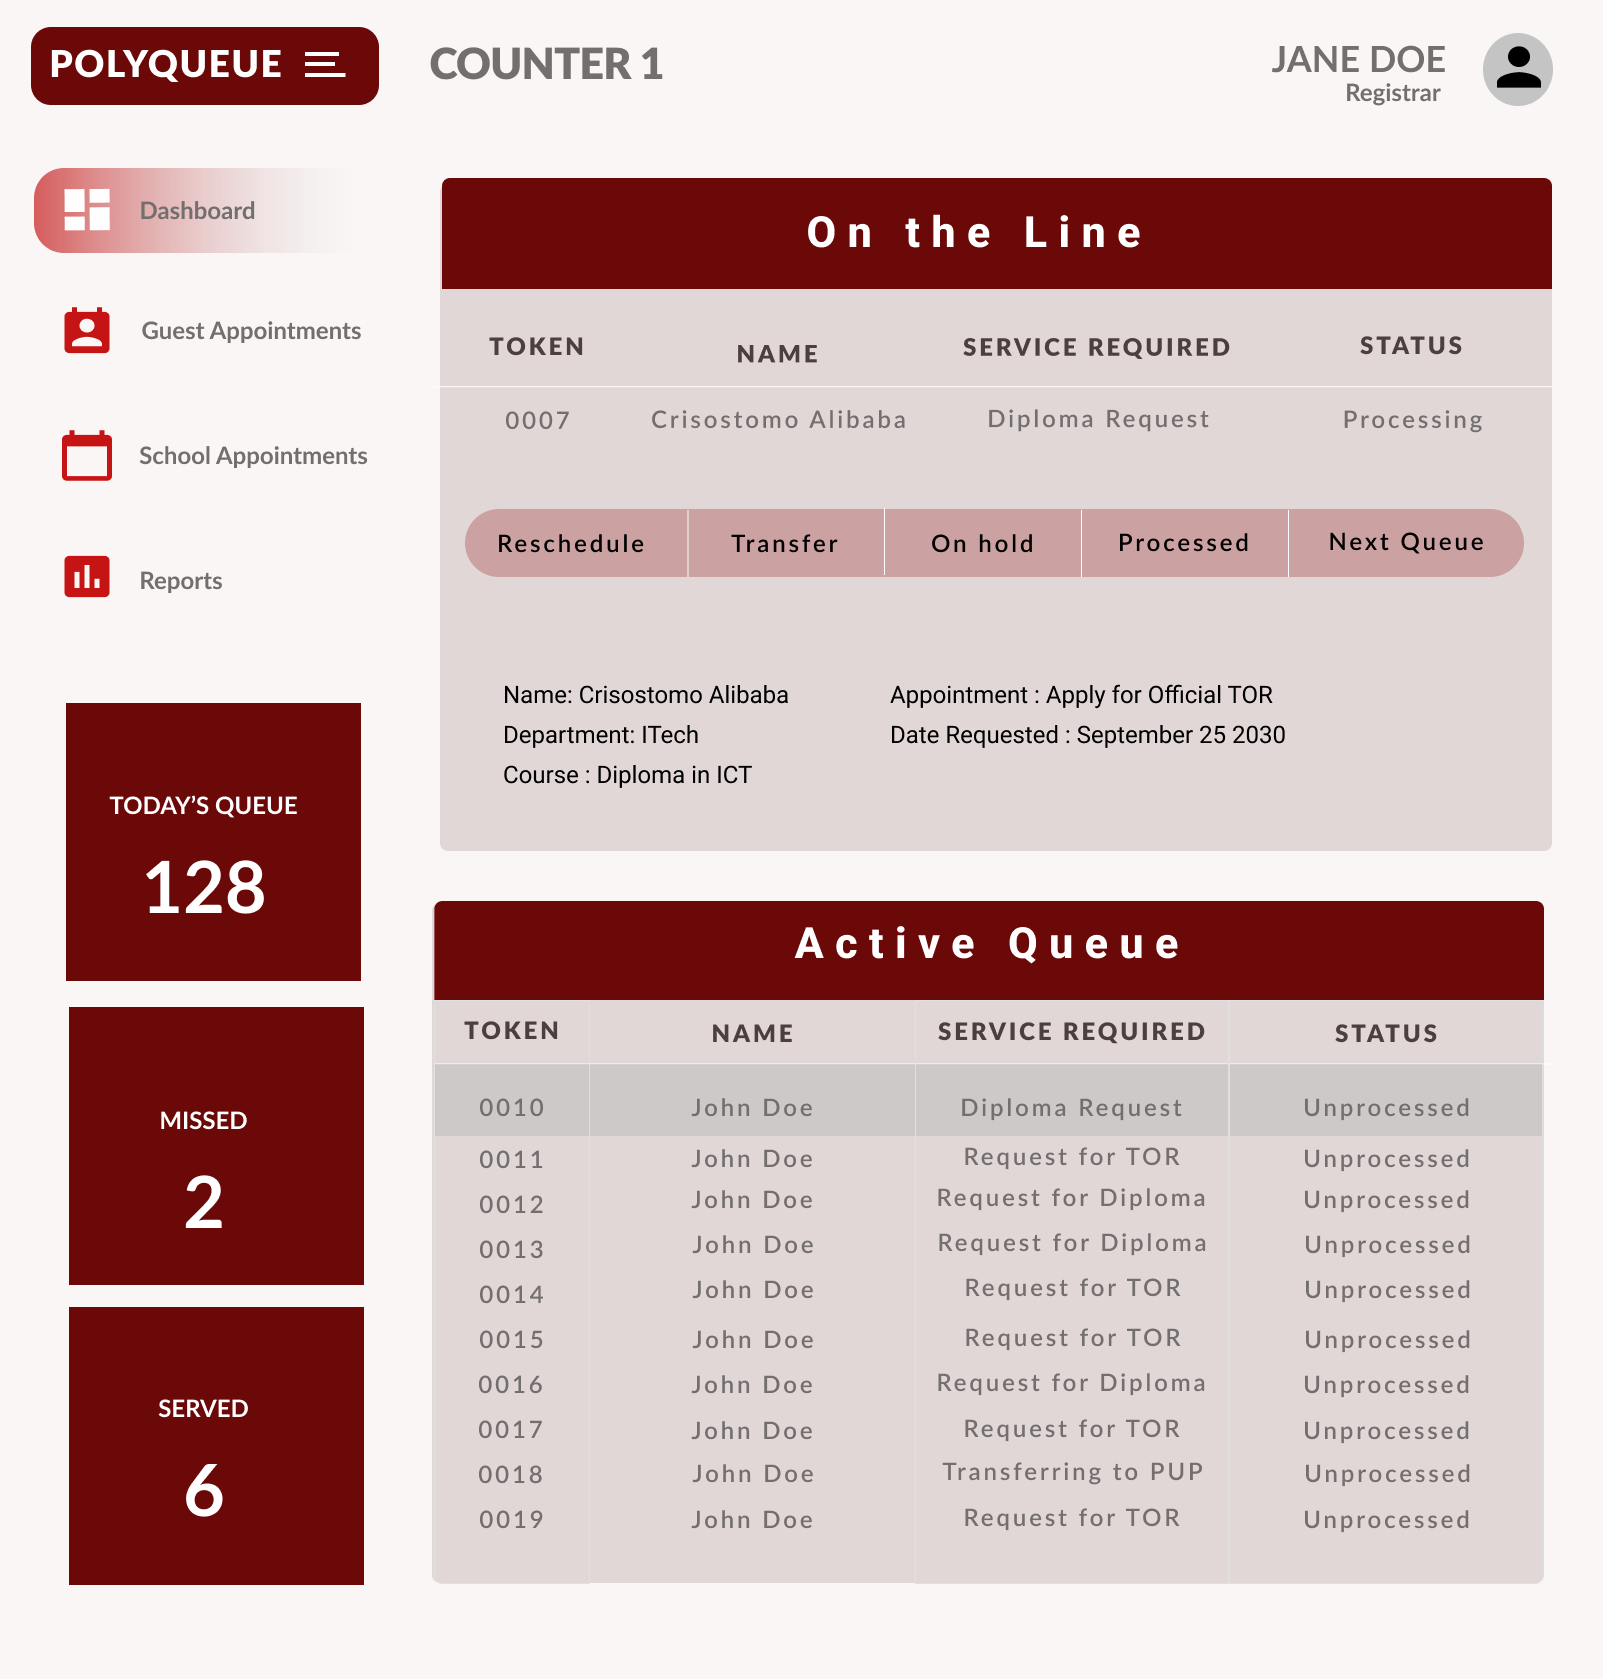 POLYQUEUE
COUNTER 1
JANE DOE
Registrar
Dashboard
Guest Appointments
School Appointments
Reports
TODAY’S QUEUE
128
MISSED
2
SERVED
6
On the Line
TOKEN NAME SERVICE REQUIRED STATUS
0007 Crisostomo Alibaba Diploma Request Processing
Reschedule Transfer On hold Processed Next Queue
Name: Crisostomo Alibaba Appointment : Apply for Official TOR
Department: ITech Date Requested : September 25 2030
Course : Diploma in ICT
Active Queue
TOKEN NAME SERVICE REQUIRED STATUS
0010 John Doe Diploma Request Unprocessed
0011 John Doe Request for TOR Unprocessed
0012 John Doe Request for Diploma Unprocessed
0013 John Doe Request for Diploma Unprocessed
0014 John Doe Request for TOR Unprocessed
0015 John Doe Request for TOR Unprocessed
0016 John Doe Request for Diploma Unprocessed
0017 John Doe Request for TOR Unprocessed
0018 John Doe Transferring to PUP Unprocessed
0019 John Doe Request for TOR Unprocessed